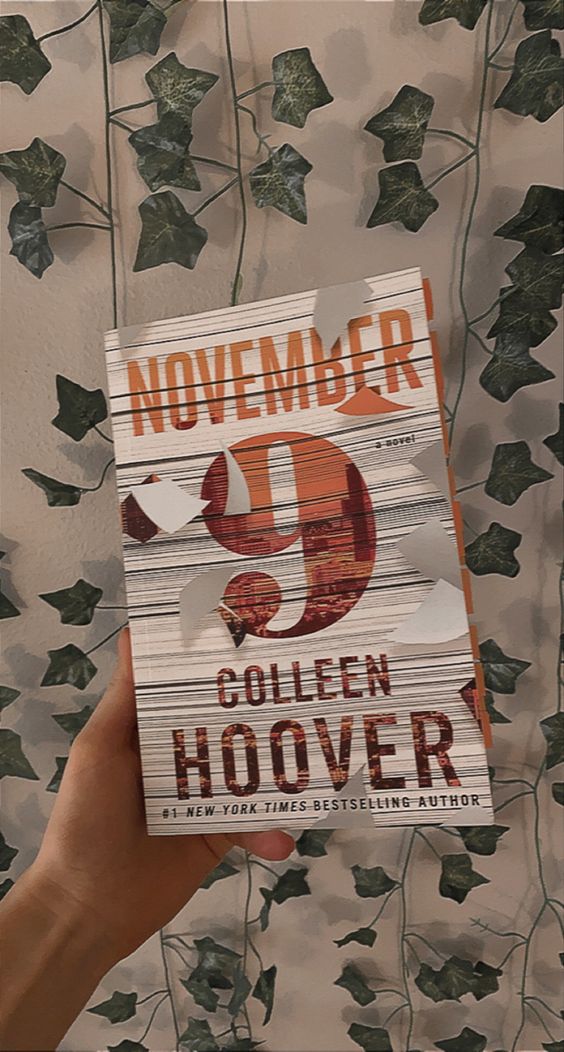 NOVEMBER
9
a novel
COLLEEN
HOOVER
#1 NEW YORK TIMES BESTSELLING AUTHOR